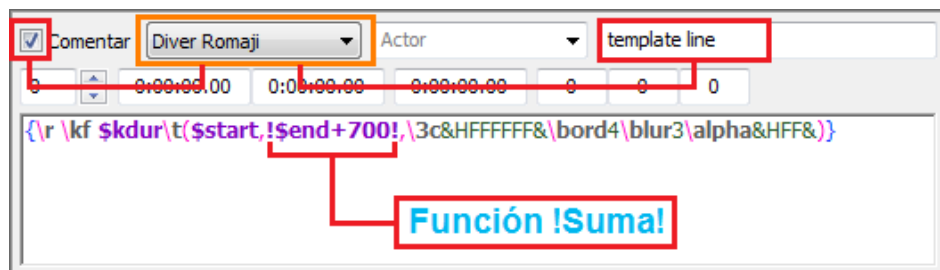 Comentar Diver Romaji Actor template line
0 0:00:00.00 0:00:00.00 0:00:00.00 0 0 0
{\r \kf $kdur\t($start,!$end+700!,\3c&HFFFFFF&\bord4\blur3\alpha&HFF&)}
Función !Suma!